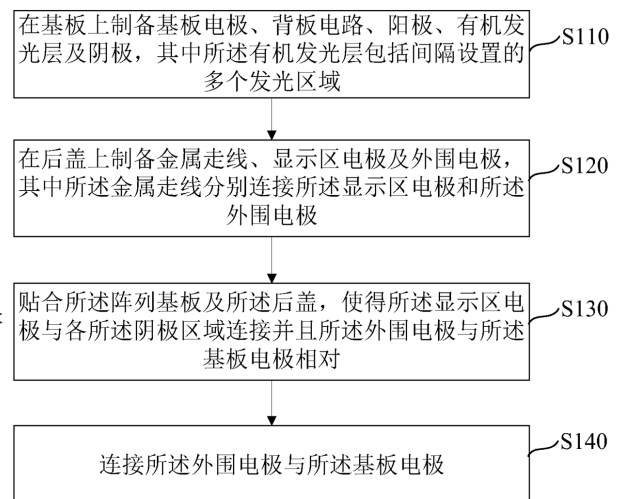 在基板上制备基板电极、背板电路、阳极、有机发
光层及阴极，其中所述有机发光层包括间隔设置的
多个发光区域
S110
在后盖上制备金属走线、显示区电极及外围电极，
其中所述金属走线分别连接所述显示区电极和所述
外围电极
S120
贴合所述阵列基板及所述后盖，使得所述显示区电
极与各所述阴极区域连接并且所述外围电极与所述
基板电极相对
S130
连接所述外围电极与所述基板电极
S140